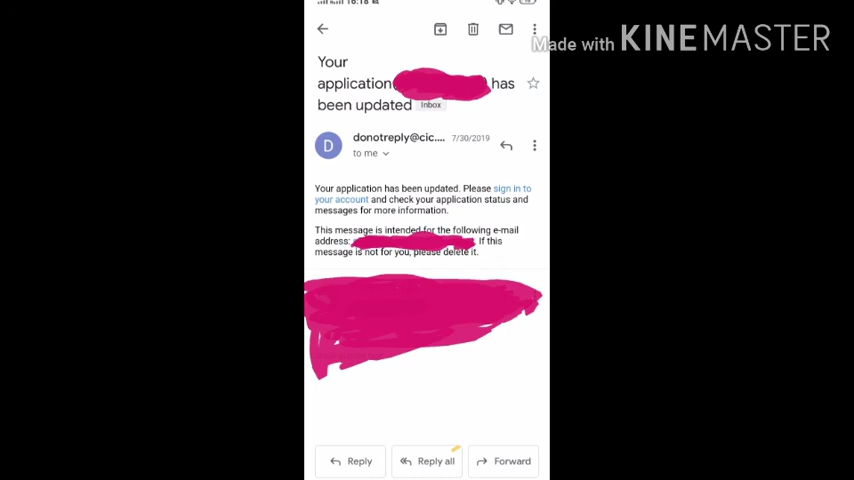 16:18
Made with KINEMASTER
Your
application has
been updated Inbox
D
donotreply@cic.... 7/30/2019
to me
Your application has been updated. Please sign in to
your account and check your application status and
messages for more information.
This message is intended for the following e-mail
address: . If this
message is not for you, please delete it.
Reply
Reply all
Forward